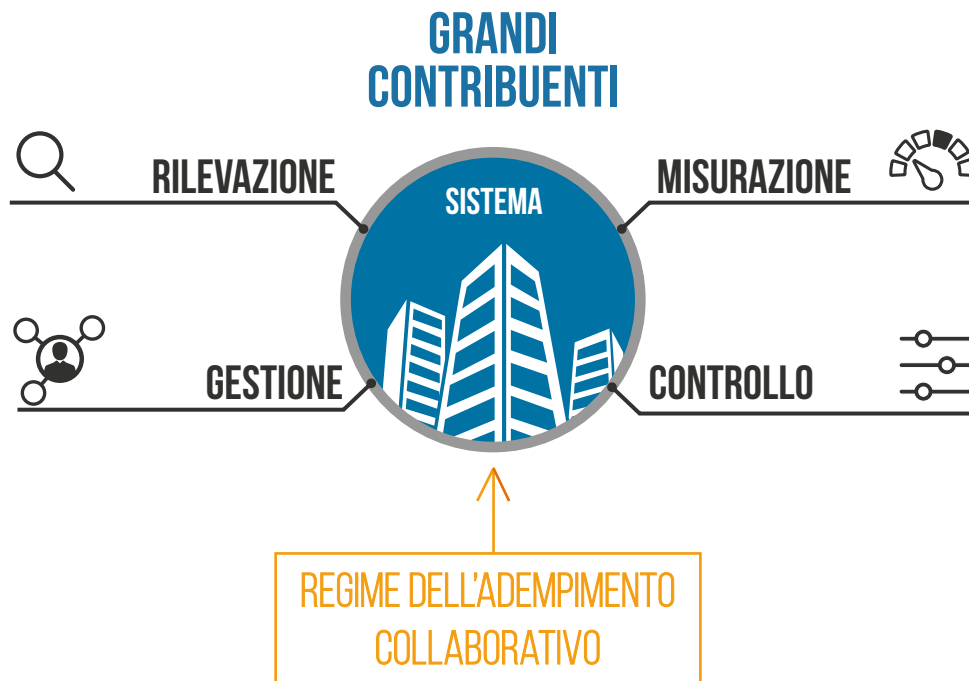 GRANDI
CONTRIBUENTI
RILEVAZIONE
SISTEMA
MISURAZIONE
GESTIONE
CONTROLLO
REGIME DELL'ADEMPIMENTO
COLLABORATIVO